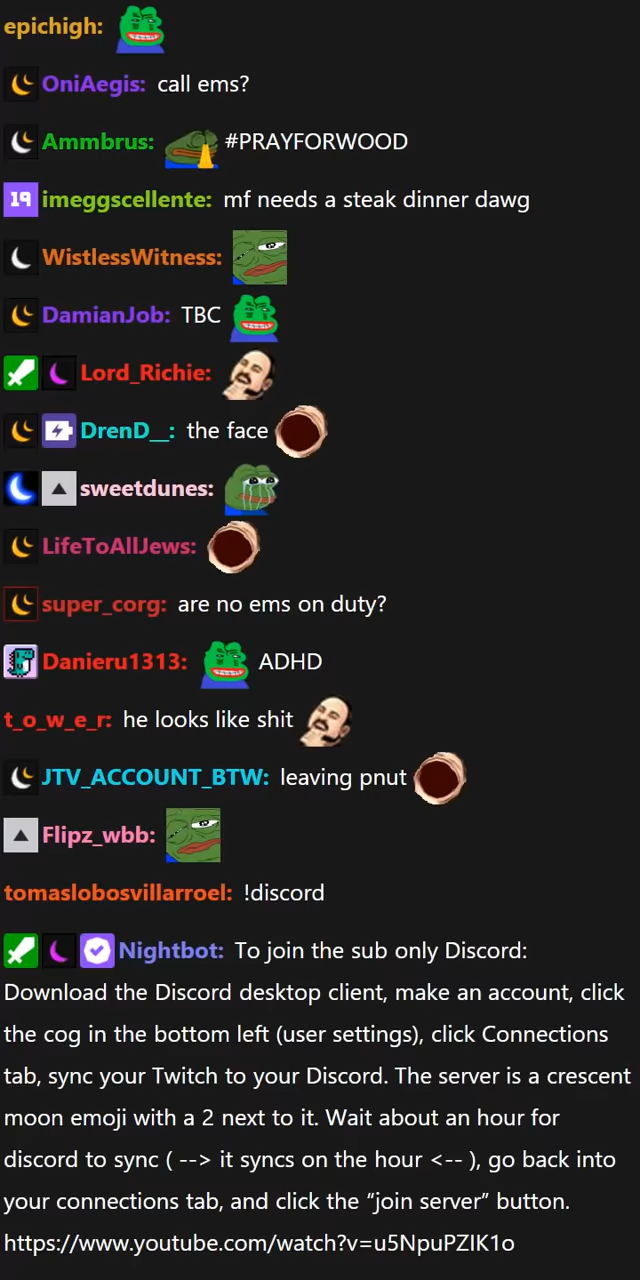 epichigh:
OniAegis: call ems?
Ammbrus: #PRAYFORWOOD
19 imeggscellente: mf needs a steak dinner dawg
WistlessWitness:
DamianJob: TBC
Lord_Richie:
DrenD__: the face
sweetdunes:
LifeToAllJews:
super_corg: are no ems on duty?
Danieru1313: ADHD
t_o_w_e_r: he looks like shit
JTV_ACCOUNT_BTW: leaving pnut
Flipz_wbb:
tomaslobosvillarroel: !discord
Nightbot: To join the sub only Discord:
Download the Discord desktop client, make an account, click
the cog in the bottom left (user settings), click Connections
tab, sync your Twitch to your Discord. The server is a crescent
moon emoji with a 2 next to it. Wait about an hour for
discord to sync ( --> it syncs on the hour <-- ), go back into
your connections tab, and click the “join server” button.
https://www.youtube.com/watch?v=u5NpuPZIK1o